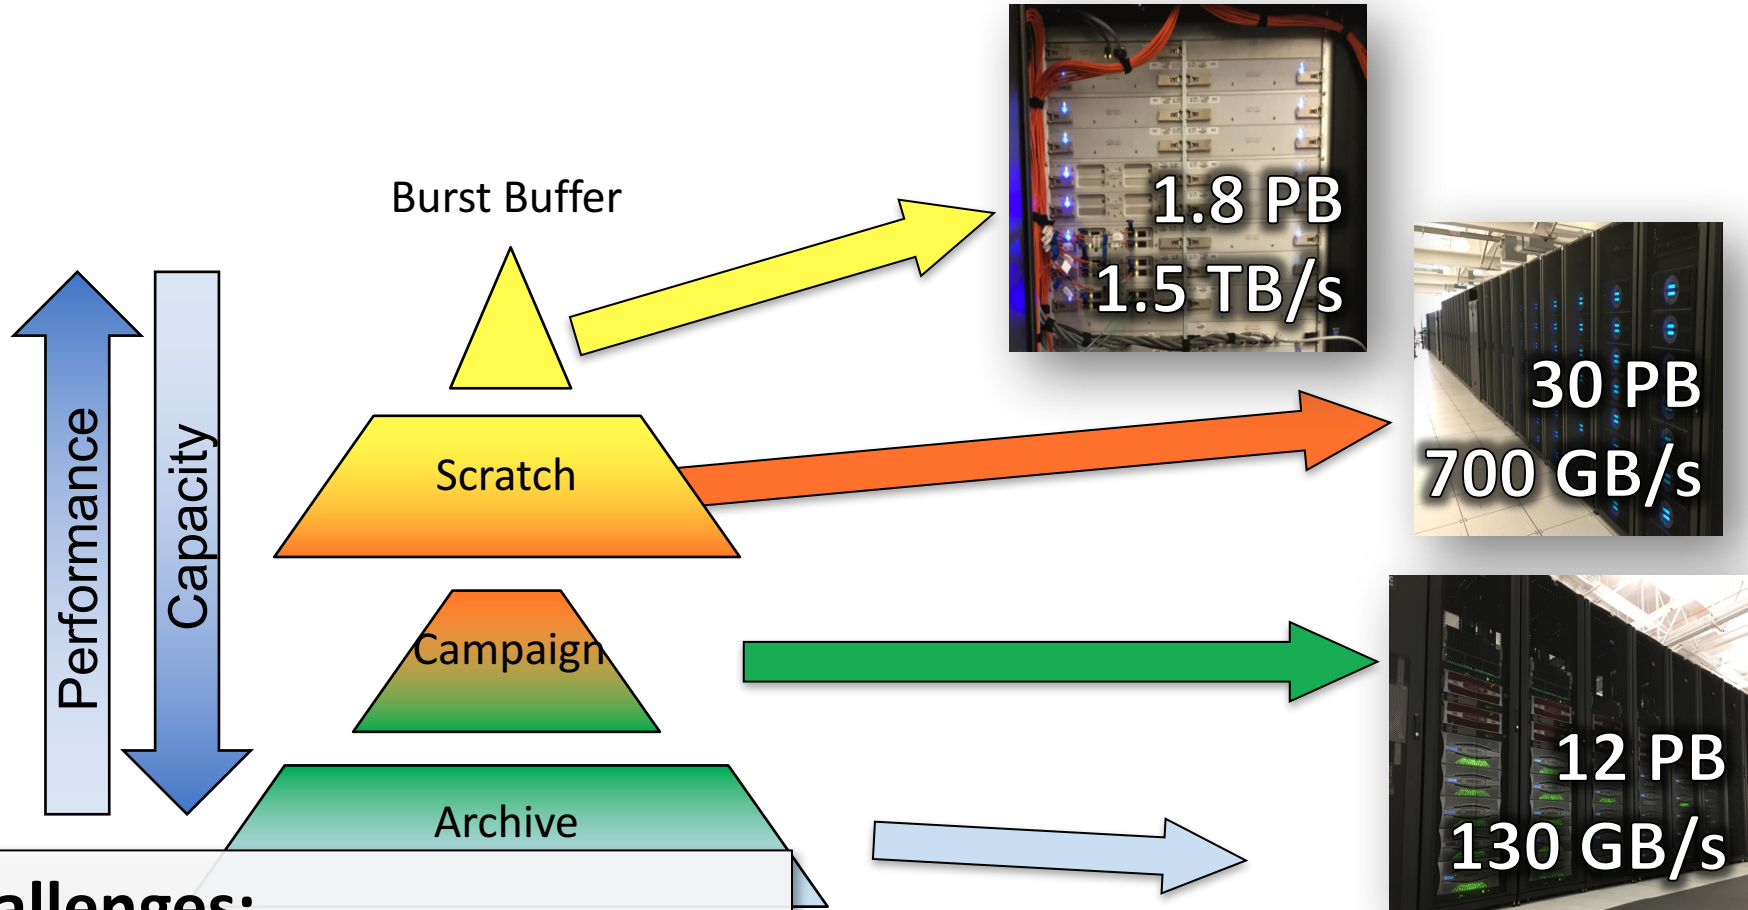 Burst Buffer
1.8 PB
1.5 TB/s
30 PB
700 GB/s
Performance
Capacity
Scratch
Campaign
12 PB
130 GB/s
Archive
allenges: